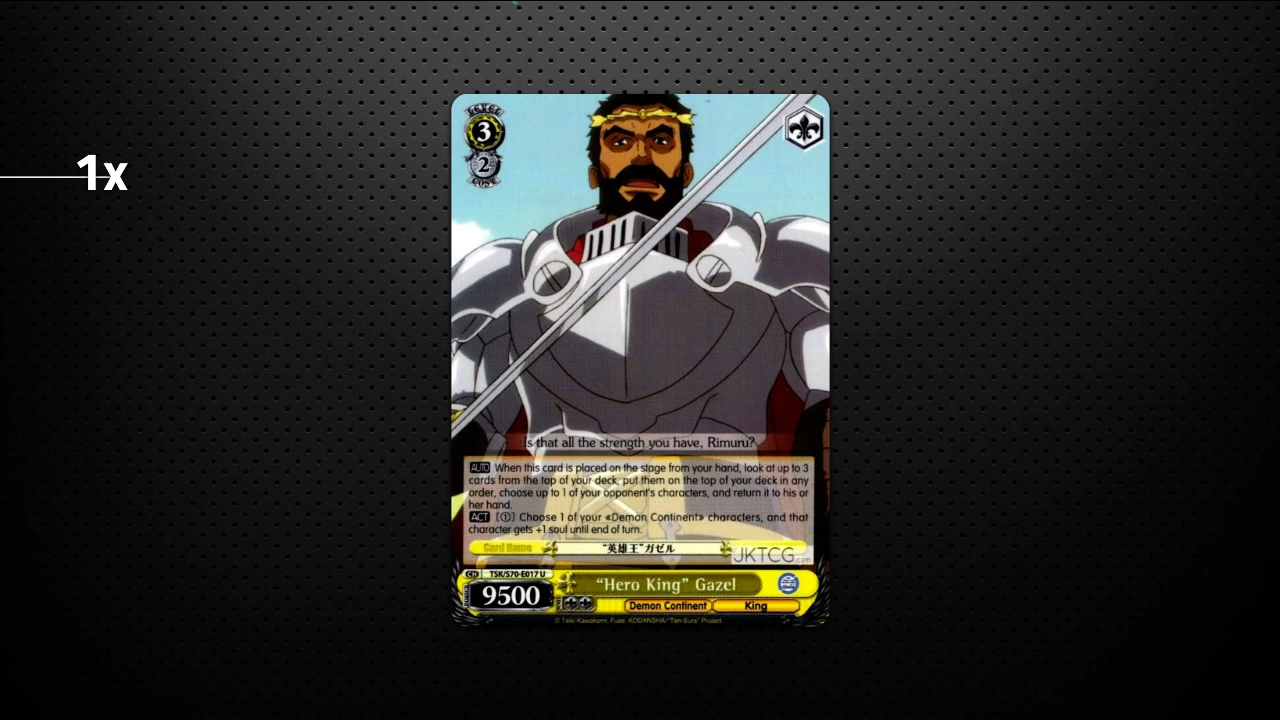 1x
LEVEL
3
2
COST
Is that all the strength you have, Rimuru?
AUTO When this card is placed on the stage from your hand, look at up to 3
cards from the top of your deck, put them on the top of your deck in any
order, choose up to 1 of your opponent's characters, and return it to his or
her hand.
ACT [①] Choose 1 of your «Demon Continent» characters, and that
character gets +1 soul until end of turn.
Card Name
"英雄王"ガゼル
JKTCG.com
CH TSK/S70-E017 U
"Hero King" Gazel
9500
Demon Continent King
© Taiki Kawakami, Fuse, KODANSHA/"Ten-Sura" Project